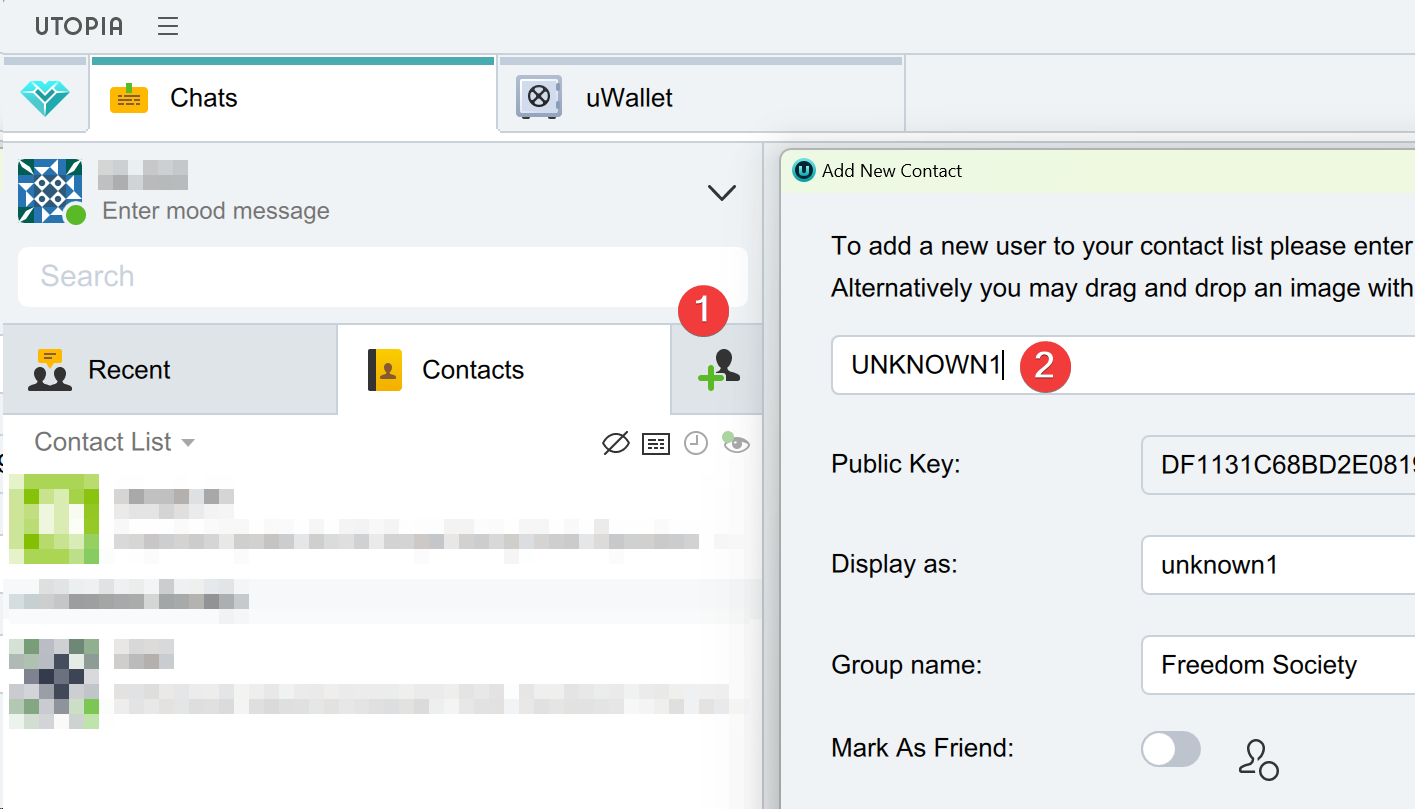 UTOPIA
Chats
uWallet
Enter mood message
Search
1
Recent
Contacts
Contact List
Add New Contact
To add a new user to your contact list please enter
Alternatively you may drag and drop an image with
UNKNOWN1
2
Public Key:
DF1131C68BD2E0819
Display as:
unknown1
Group name:
Freedom Society
Mark As Friend: